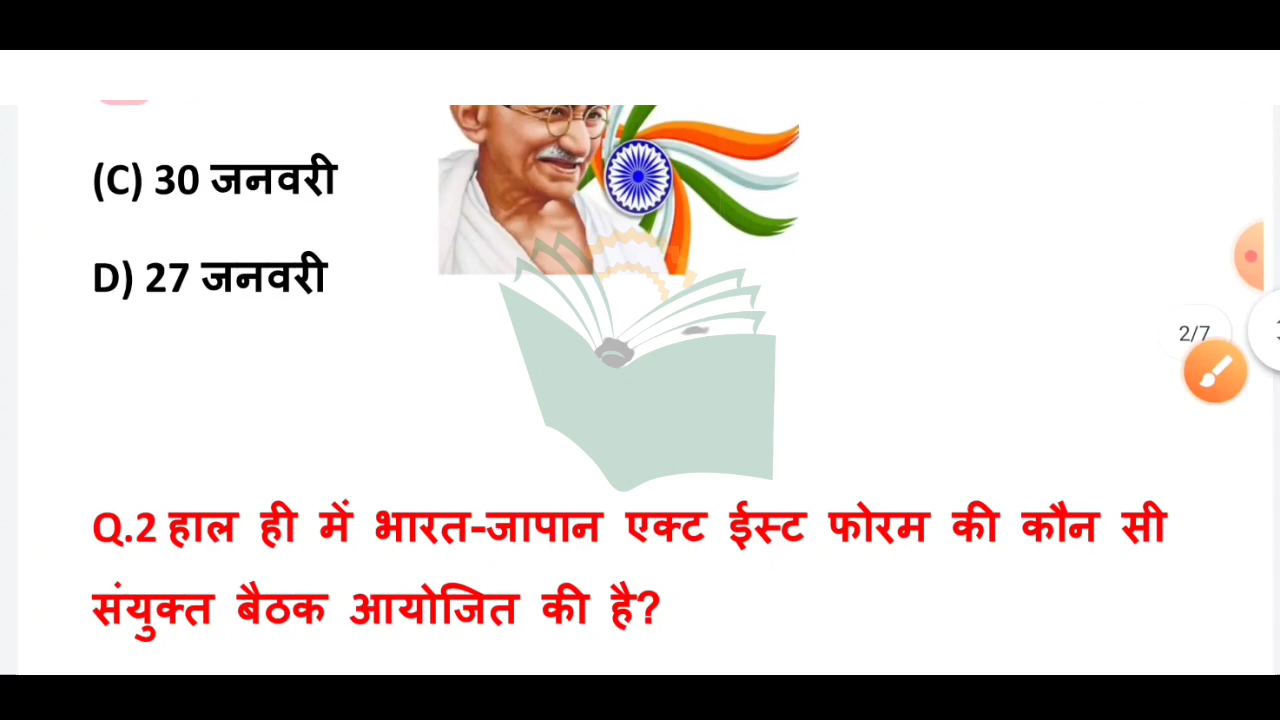 (C) 30 जनवरी
D) 27 जनवरी
2/7
Q.2 हाल ही में भारत-जापान एक्ट ईस्ट फोरम की कौन सी
संयुक्त बैठक आयोजित की है?